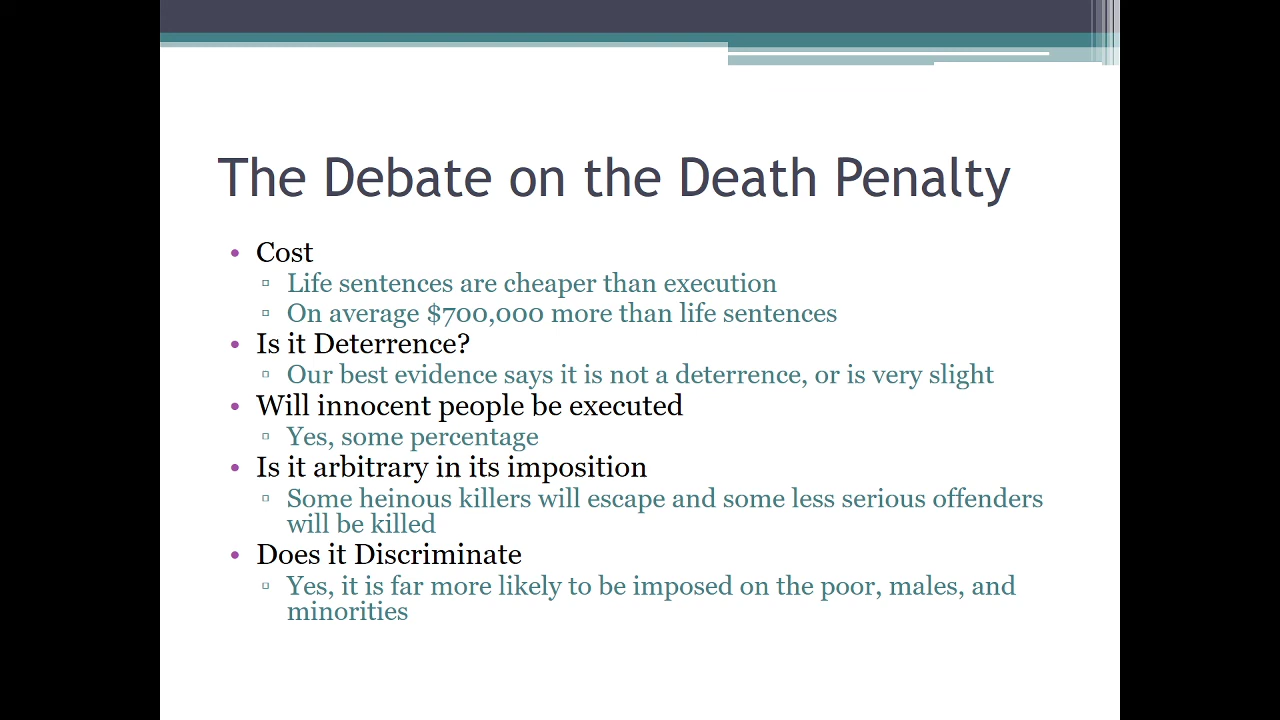 The Debate on the Death Penalty
• Cost
▫ Life sentences are cheaper than execution
▫ On average $700,000 more than life sentences
• Is it Deterrence?
▫ Our best evidence says it is not a deterrence, or is very slight
• Will innocent people be executed
▫ Yes, some percentage
• Is it arbitrary in its imposition
▫ Some heinous killers will escape and some less serious offenders
will be killed
• Does it Discriminate
▫ Yes, it is far more likely to be imposed on the poor, males, and
minorities